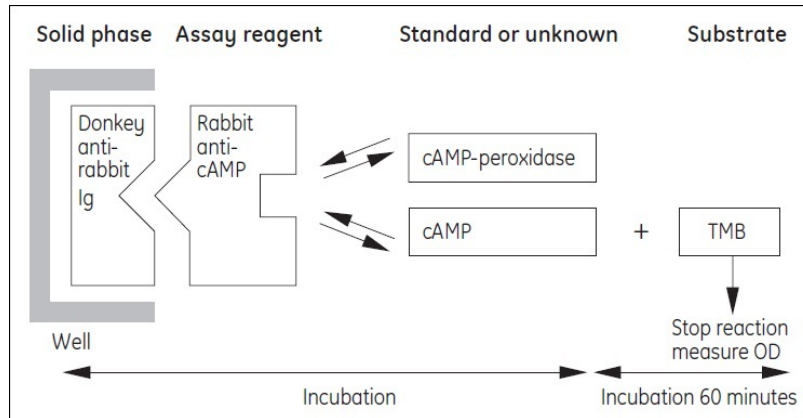 Solid phase Assay reagent Standard or unknown Substrate
Donkey
anti-
rabbit
Ig
Rabbit
anti-
cAMP
cAMP-peroxidase
cAMP
+
TMB
Stop reaction
measure OD
Well
Incubation
Incubation 60 minutes